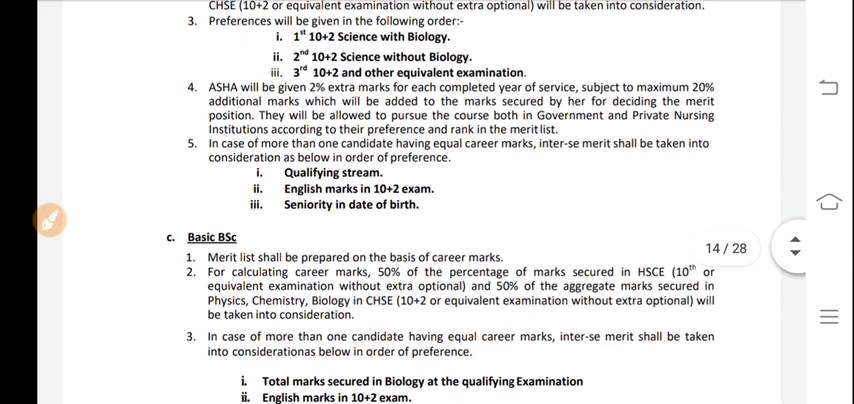 CHSE (10+2 or equivalent examination without extra optional) will be taken into consideration.
3. Preferences will be given in the following order:-
i. 1st 10+2 Science with Biology.
ii. 2nd 10+2 Science without Biology.
iii. 3rd 10+2 and other equivalent examination.
4. ASHA will be given 2% extra marks for each completed year of service, subject to maximum 20%
additional marks which will be added to the marks secured by her for deciding the merit
position. They will be allowed to pursue the course both in Government and Private Nursing
Institutions according to their preference and rank in the merit list.
5. In case of more than one candidate having equal career marks, inter-se merit shall be taken into
consideration as below in order of preference.
i. Qualifying stream.
ii. English marks in 10+2 exam.
iii. Seniority in date of birth.
c. Basic BSc
14 / 28
1. Merit list shall be prepared on the basis of career marks.
2. For calculating career marks, 50% of the percentage of marks secured in HSCE (10th or
equivalent examination without extra optional) and 50% of the aggregate marks secured in
Physics, Chemistry, Biology in CHSE (10+2 or equivalent examination without extra optional) will
be taken into consideration.
3. In case of more than one candidate having equal career marks, inter-se merit shall be taken
into considerationas below in order of preference.
i. Total marks secured in Biology at the qualifying Examination
ii. English marks in 10+2 exam.